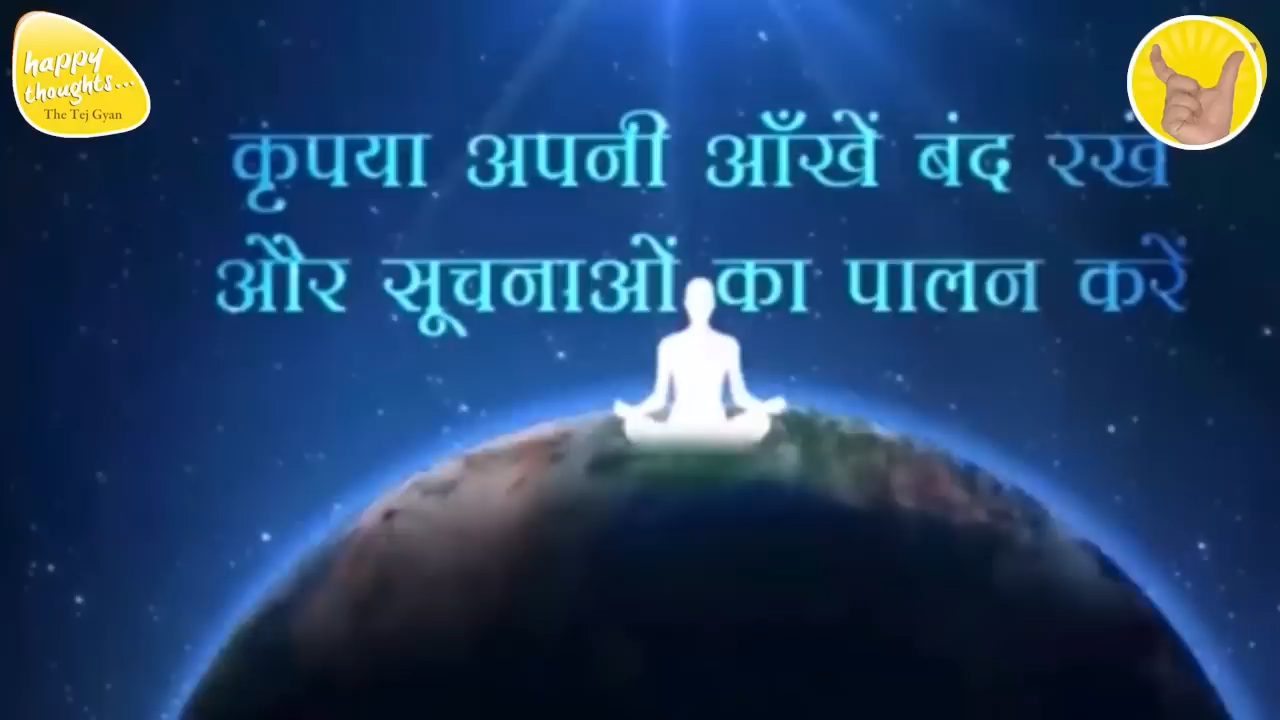 happy
thoughts...
The Tej Gyan
कृपया अपनी आँखें बंद रखें
और सूचनाओं का पालन करें